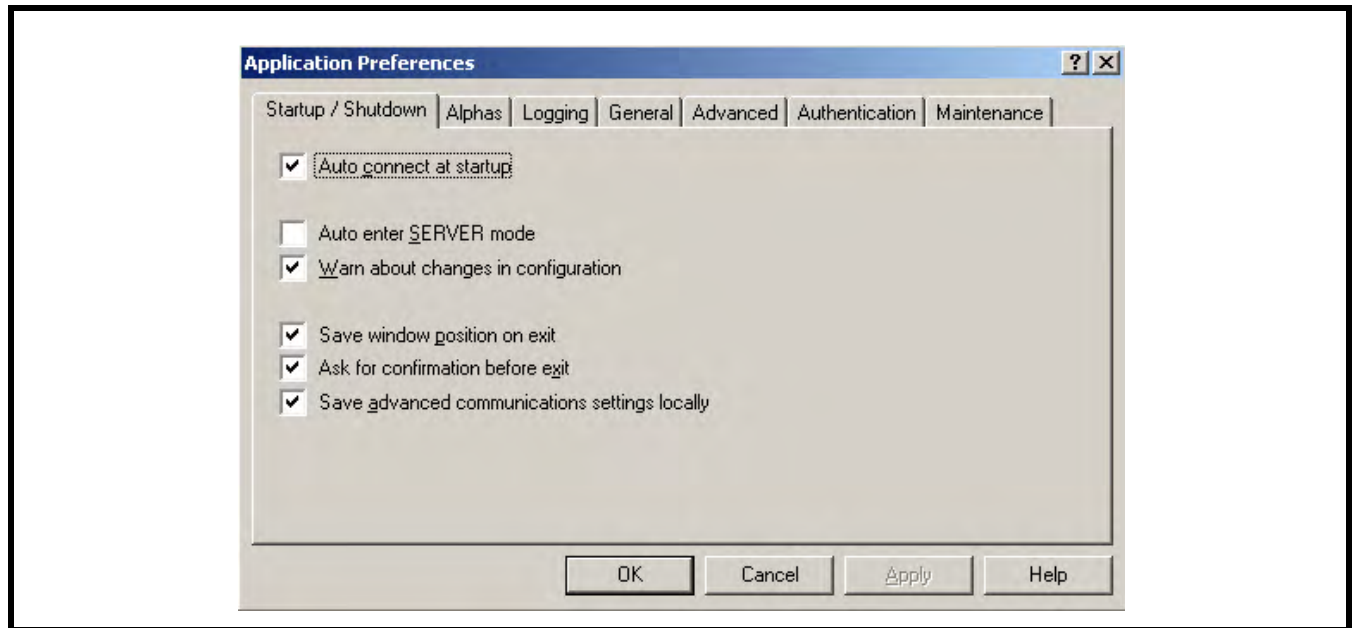 Application Preferences
Startup / Shutdown Alphas Logging General Advanced Authentication Maintenance
Auto connect at startup
Auto enter SERVER mode
Warn about changes in configuration
Save window position on exit
Ask for confirmation before exit
Save advanced communications settings locally
OK Cancel Apply Help